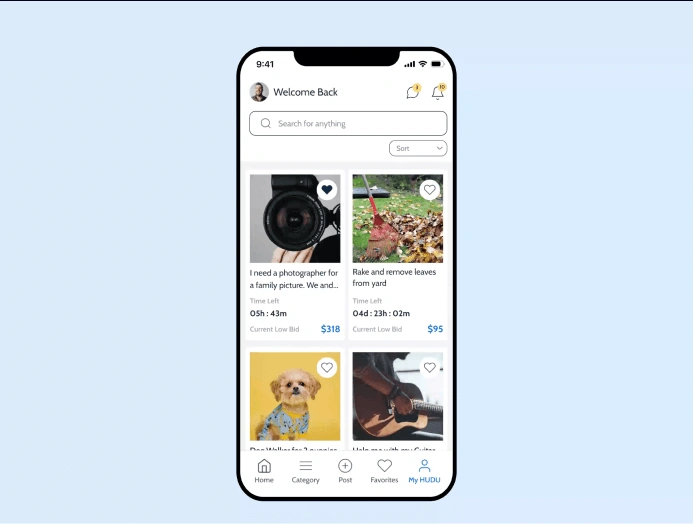 9:41
Welcome Back
3
10
Search for anything
Sort
I need a photographer for
a family picture. We and...
Time Left
05h : 43m
Current Low Bid $318
Rake and remove leaves
from yard
Time Left
04d : 23h : 02m
Current Low Bid $95
Dog Walker for 2 puppies
Help me with my Guitar
Home
Category
Post
Favorites
My HUDU